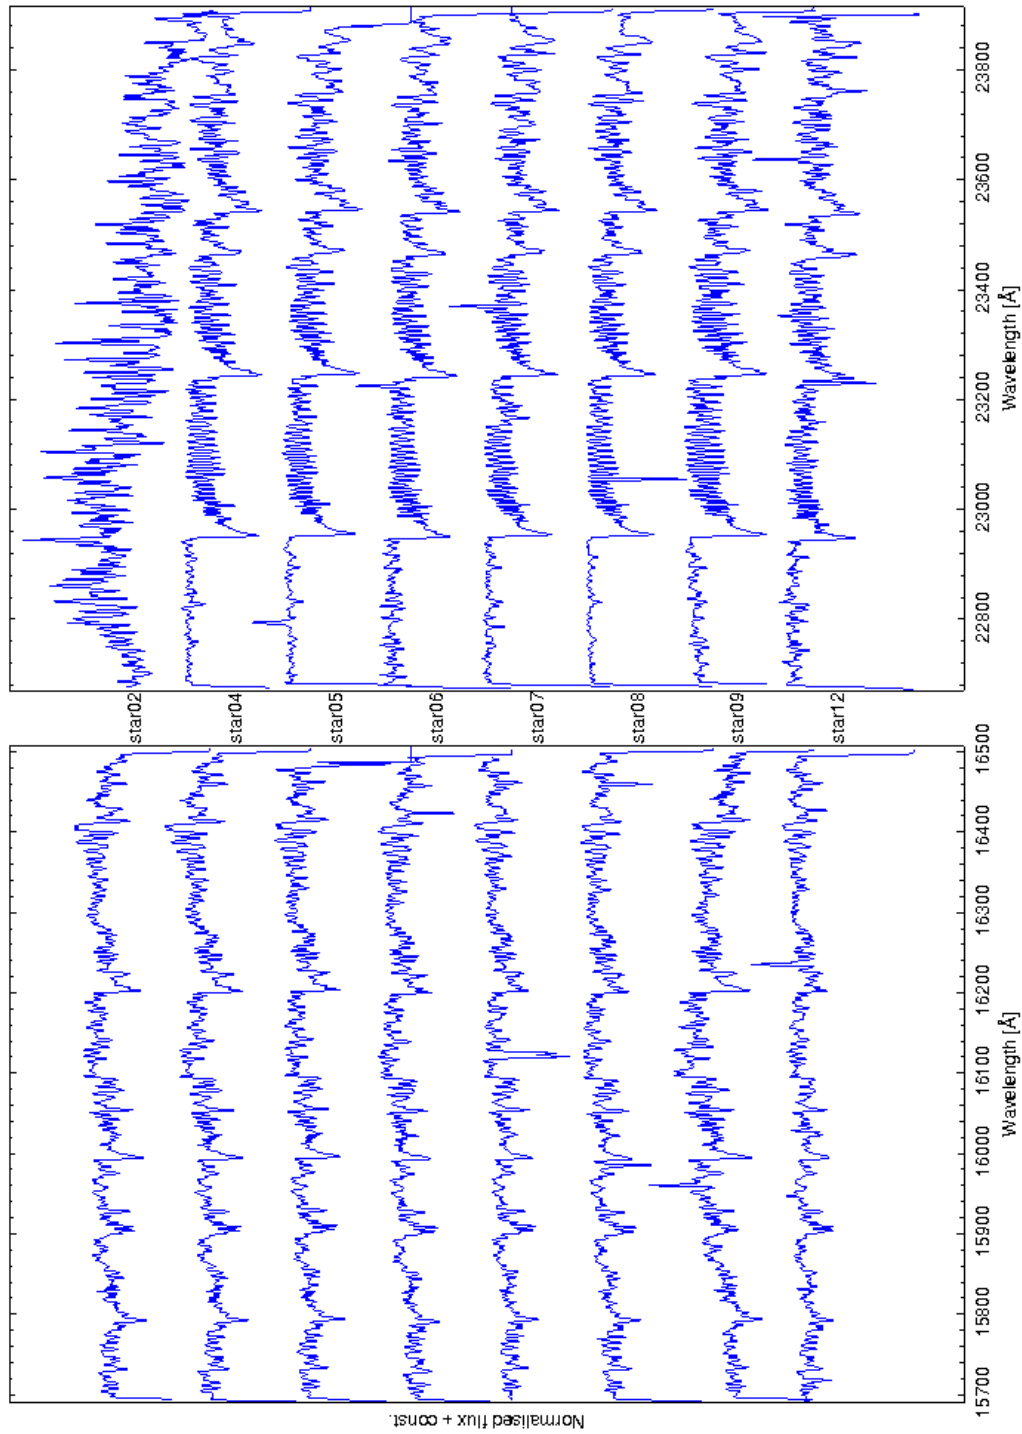 Normalised flux + const.
15700 15800 15900 16000 16100 16200 16300 16400 16500
Wavelength [Å]
star02
star04
star05
star06
star07
star08
star09
star12
22800 23000 23200 23400 23600 23800
Wavelength [Å]